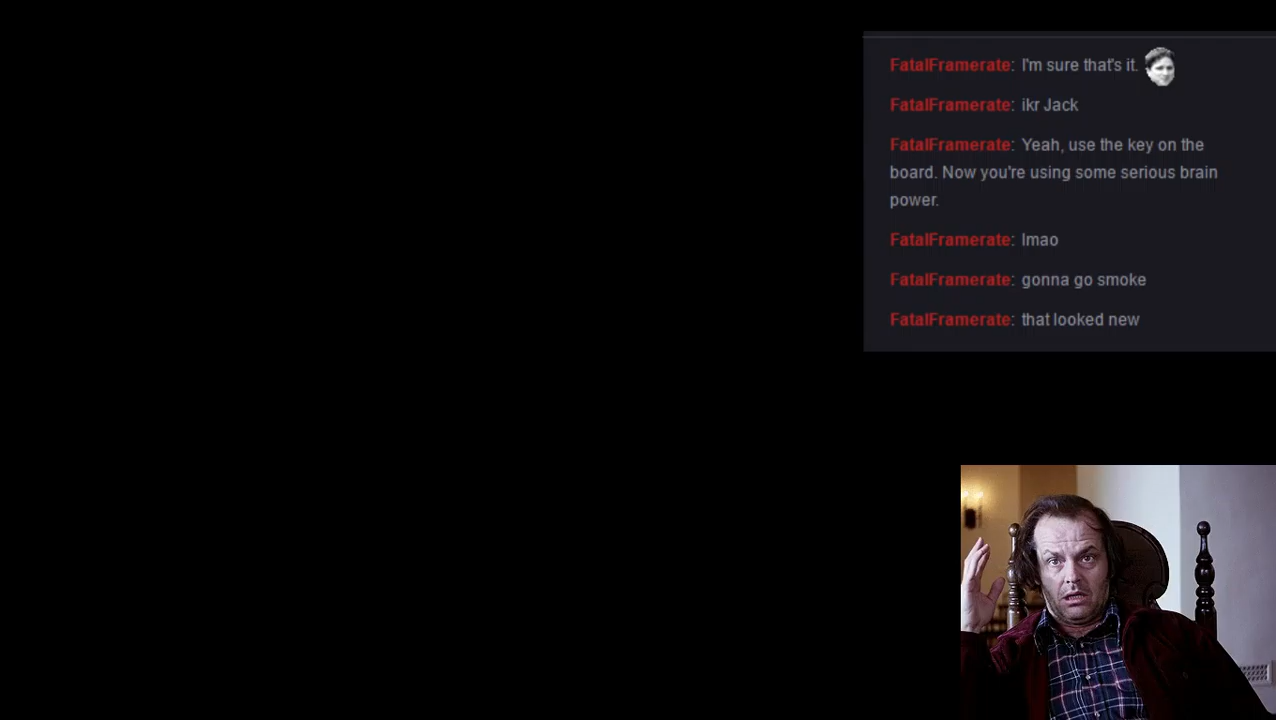 FatalFramerate: I'm sure that's it.
FatalFramerate: ikr Jack
FatalFramerate: Yeah, use the key on the
board. Now you're using some serious brain
power.
FatalFramerate: lmao
FatalFramerate: gonna go smoke
FatalFramerate: that looked new